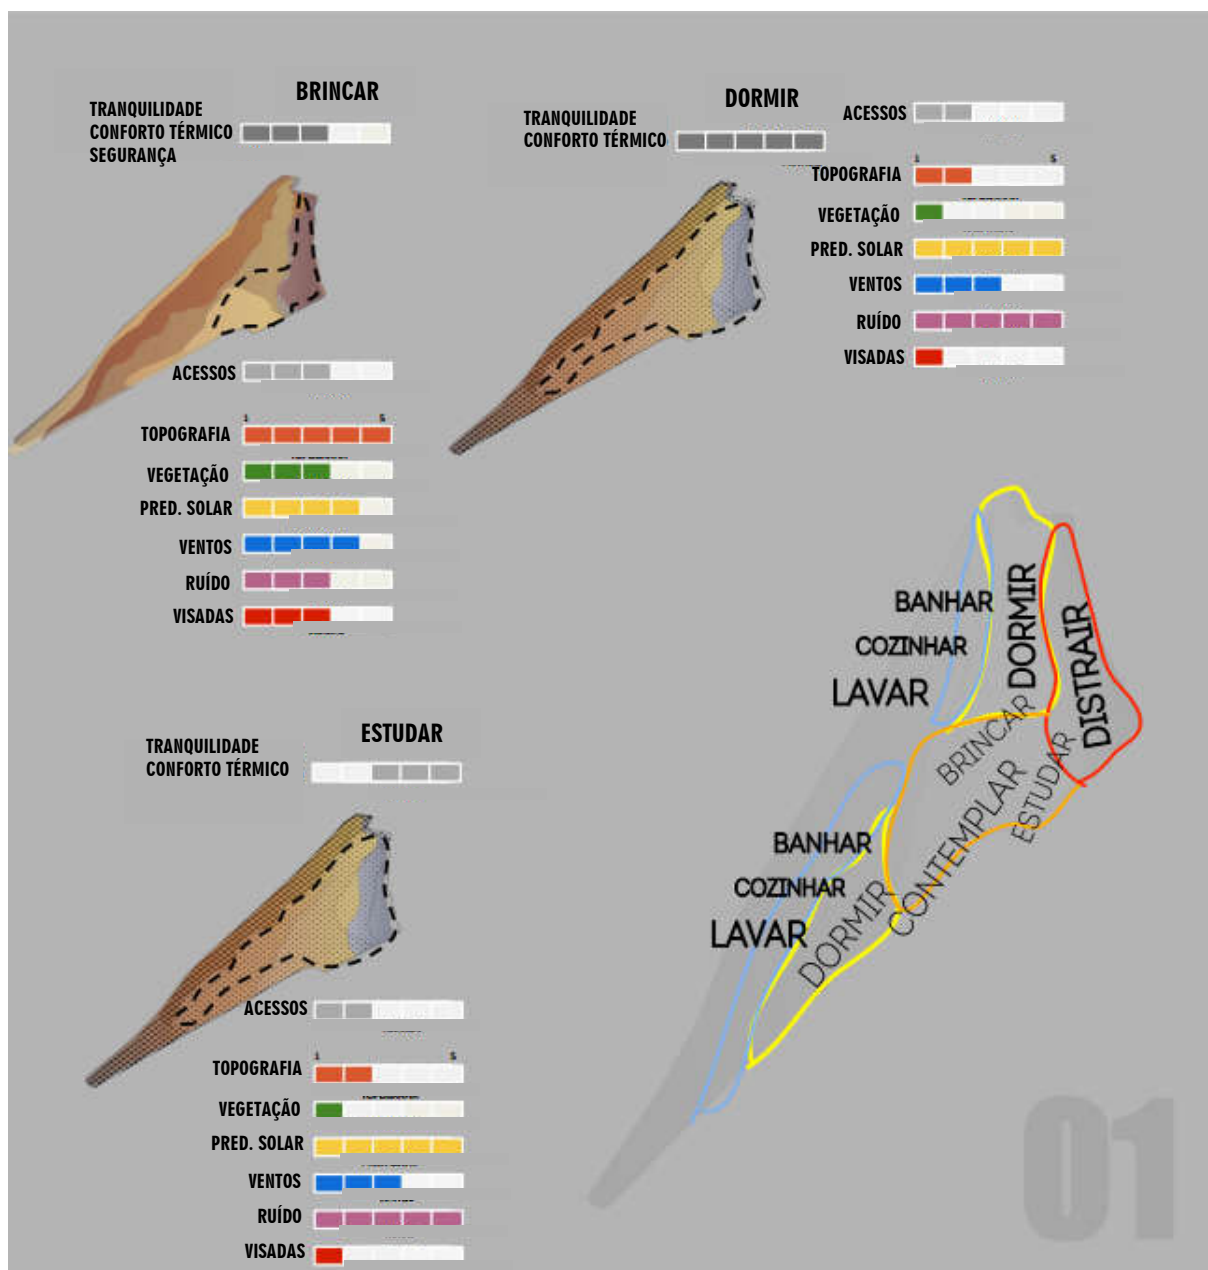 BRINCAR
TRANQUILIDADE
CONFORTO TÉRMICO
SEGURANÇA
ACESSOS
1 5
TOPOGRAFIA
VEGETAÇÃO
PRED. SOLAR
VENTOS
RUÍDO
VISADAS
DORMIR
TRANQUILIDADE
CONFORTO TÉRMICO
ACESSOS
1 5
TOPOGRAFIA
VEGETAÇÃO
PRED. SOLAR
VENTOS
RUÍDO
VISADAS
ESTUDAR
TRANQUILIDADE
CONFORTO TÉRMICO
ACESSOS
1 5
TOPOGRAFIA
VEGETAÇÃO
PRED. SOLAR
VENTOS
RUÍDO
VISADAS
BANHAR
COZINHAR
LAVAR
DORMIR
DISTRAIR
BRINCAR
CONTEMPLAR
ESTUDAR
BANHAR
COZINHAR
LAVAR
DORMIR
01